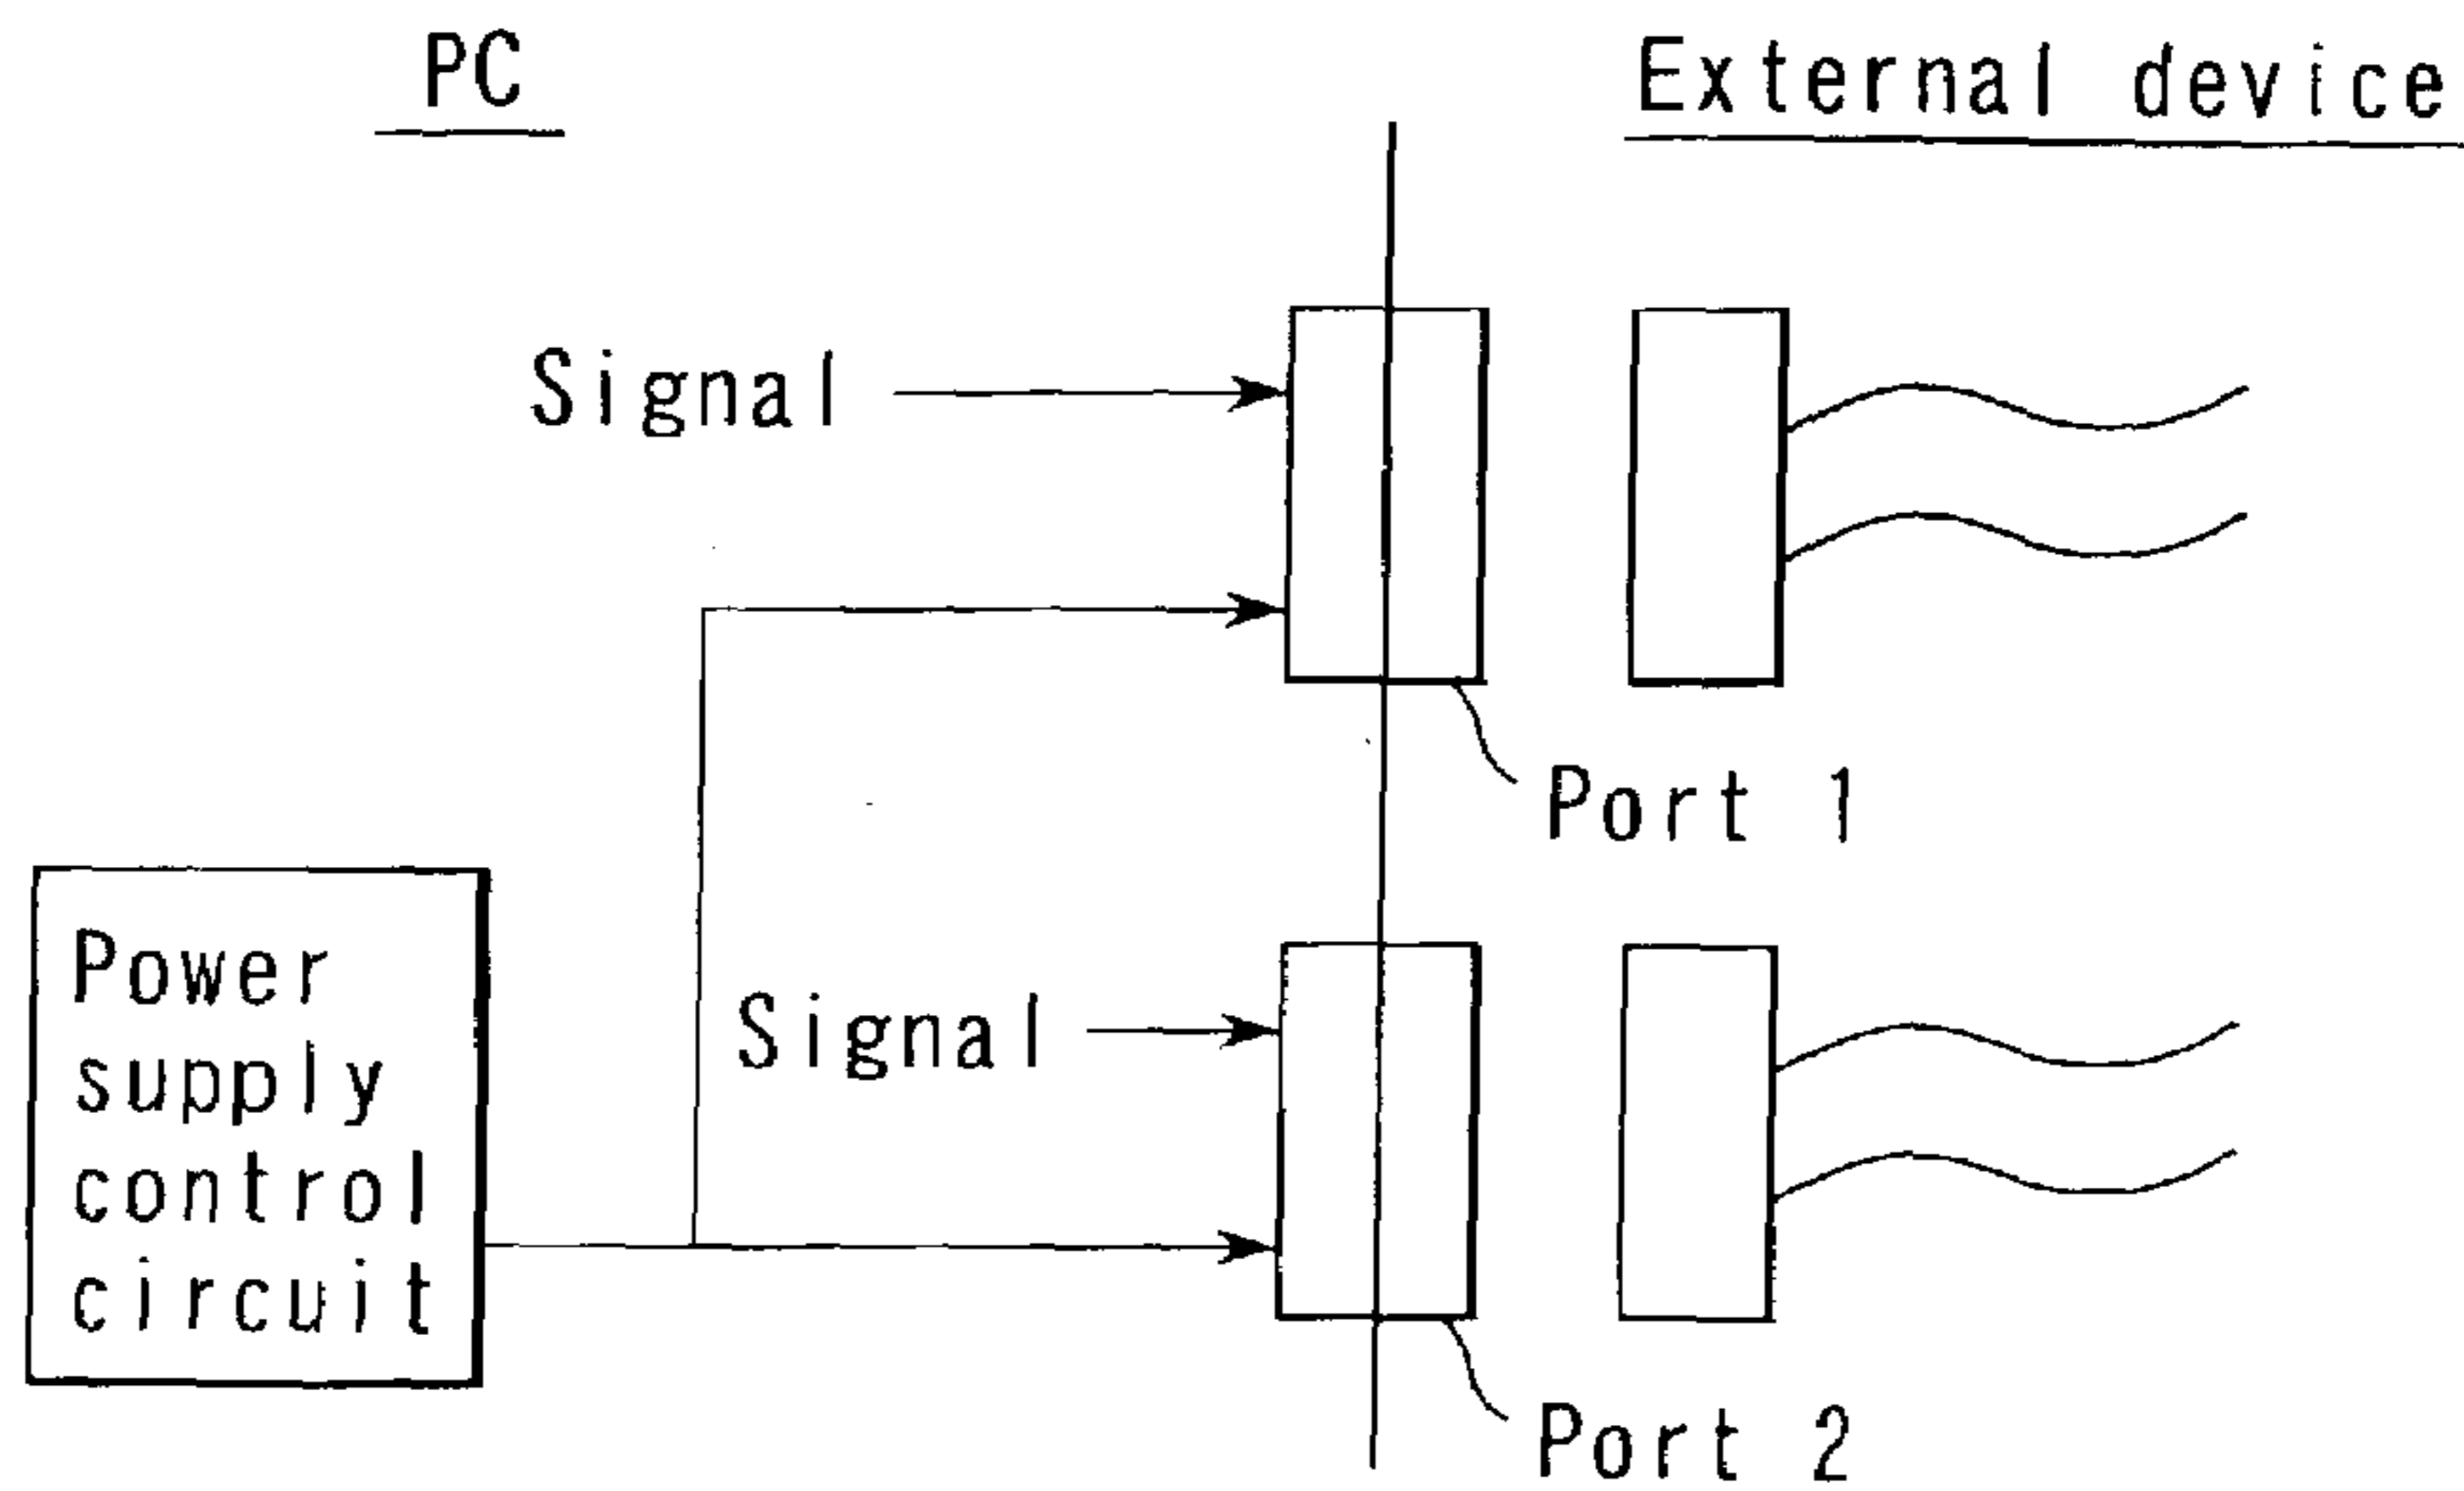 PC
External device
Signal
Port 1
Power
supply
control
circuit
Signal
Port 2